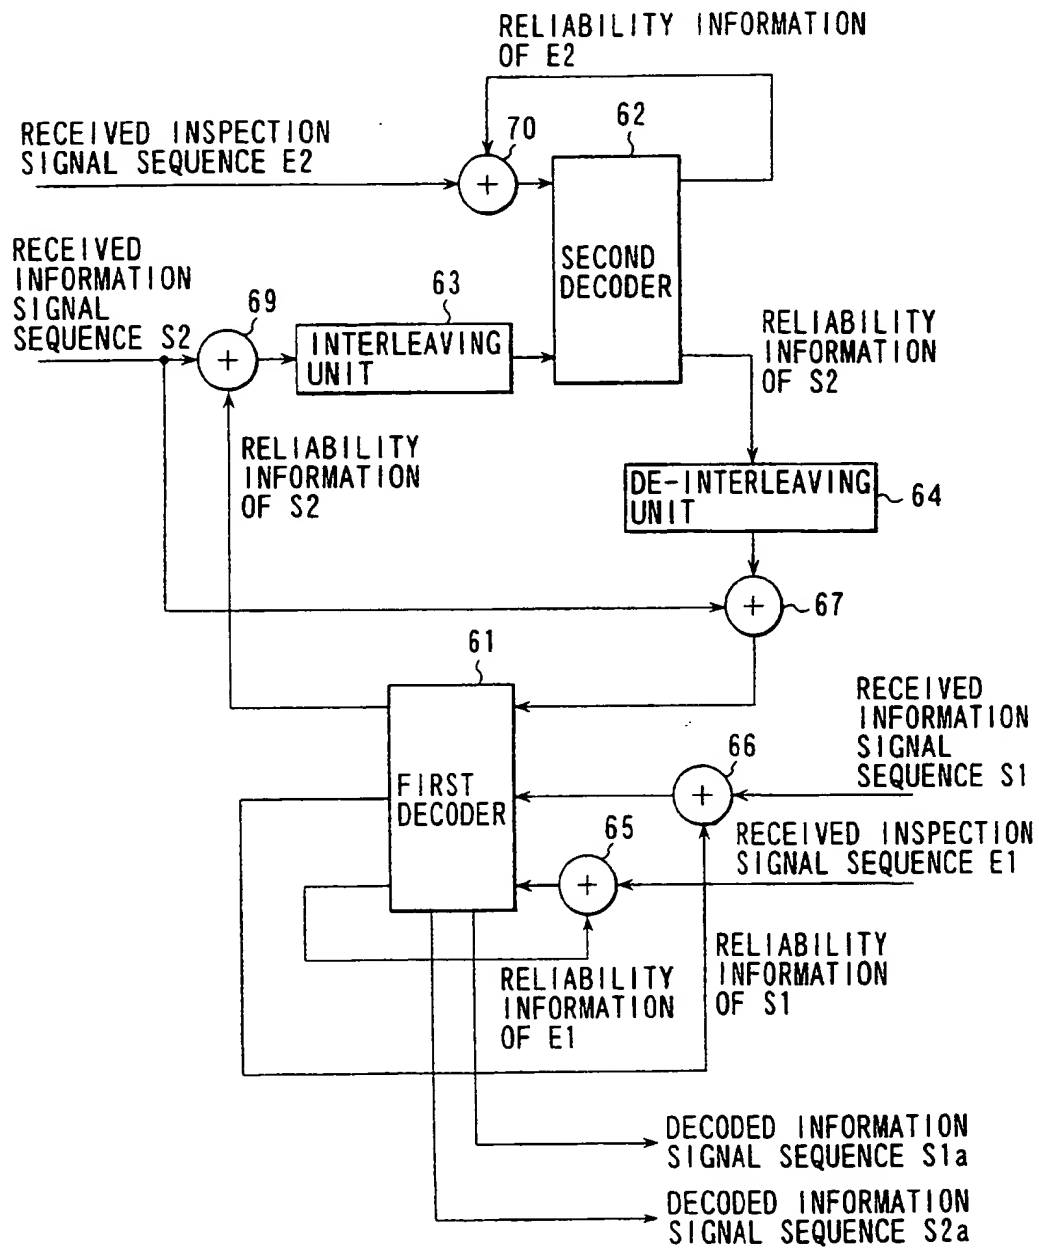 RELIABILITY INFORMATION
OF E2
62
70
RECEIVED INSPECTION
SIGNAL SEQUENCE E2
+
RECEIVED
INFORMATION
SIGNAL
SEQUENCE S2
69
63
SECOND
DECODER
+
INTERLEAVING
UNIT
RELIABILITY
INFORMATION
OF S2
RELIABILITY
INFORMATION
OF S2
DE-INTERLEAVING
UNIT
64
+
67
61
RECEIVED
INFORMATION
SIGNAL
SEQUENCE S1
66
+
FIRST
DECODER
65
RECEIVED INSPECTION
SIGNAL SEQUENCE E1
+
RELIABILITY
INFORMATION
OF S1
RELIABILITY
INFORMATION
OF E1
DECODED INFORMATION
SIGNAL SEQUENCE S1a
DECODED INFORMATION
SIGNAL SEQUENCE S2a